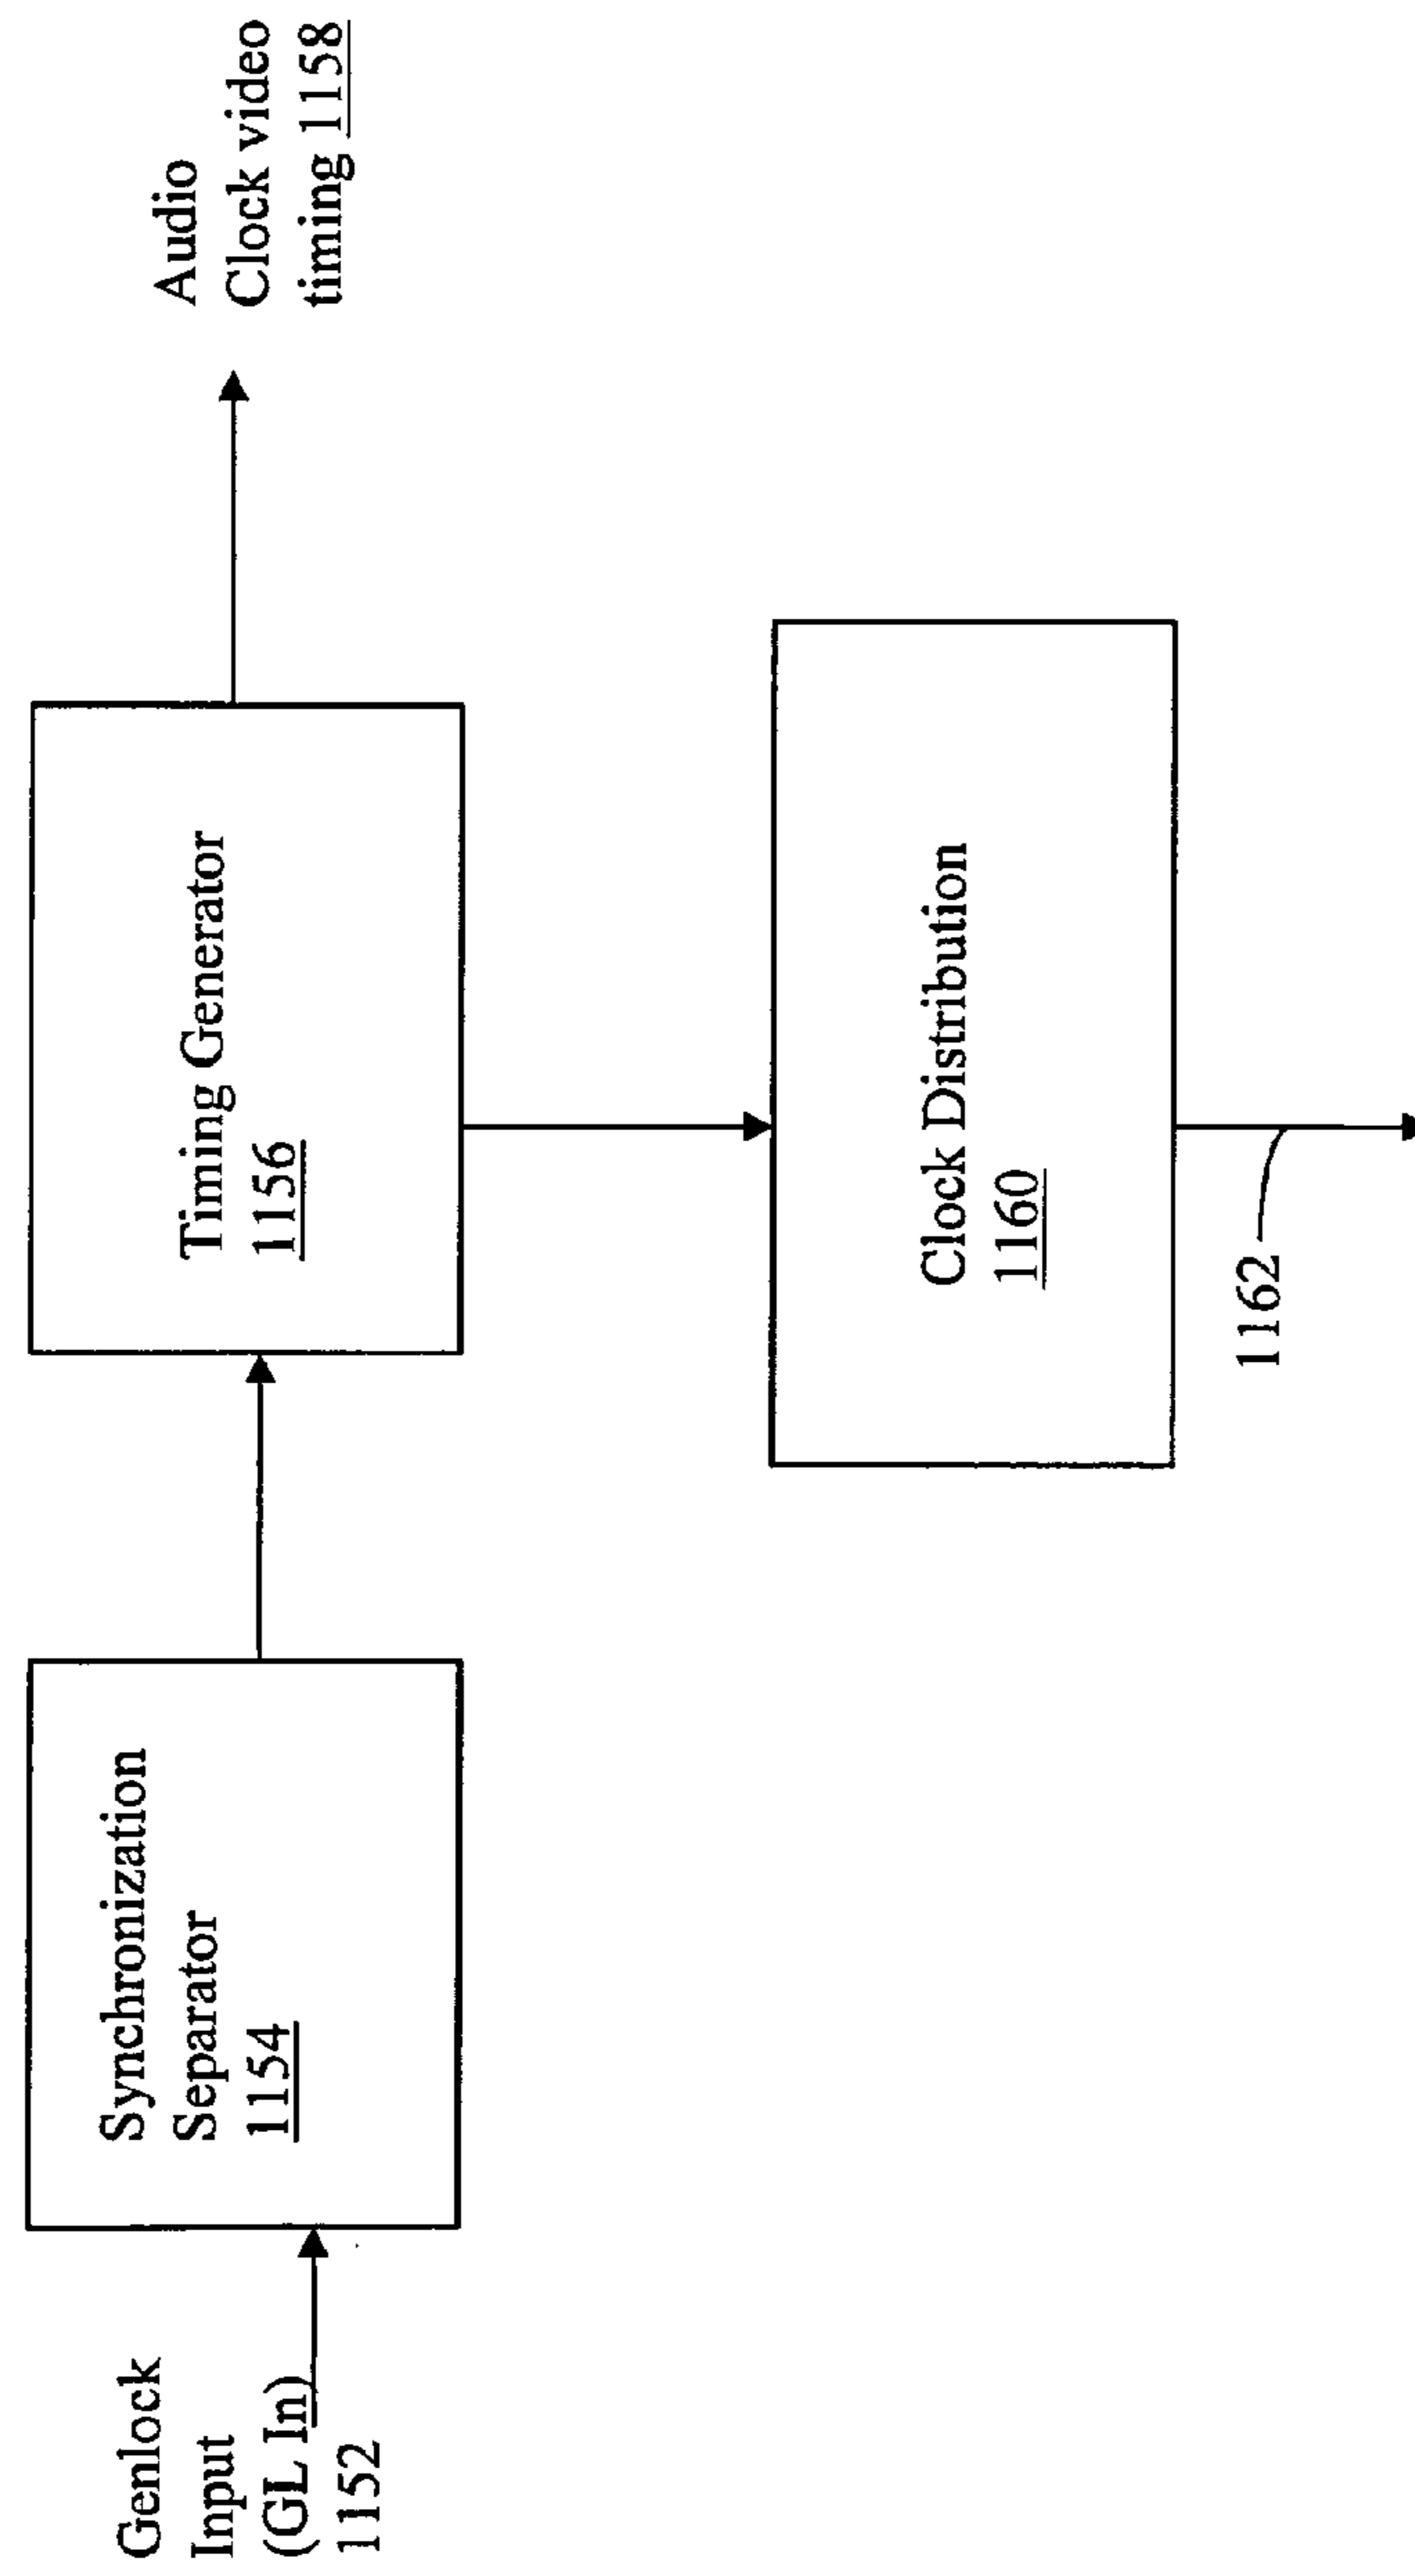 Genlock
Input
(GL In)
1152
Synchronization
Separator
1154
Timing Generator
1156
Audio
Clock video
timing 1158
Clock Distribution
1160
1162